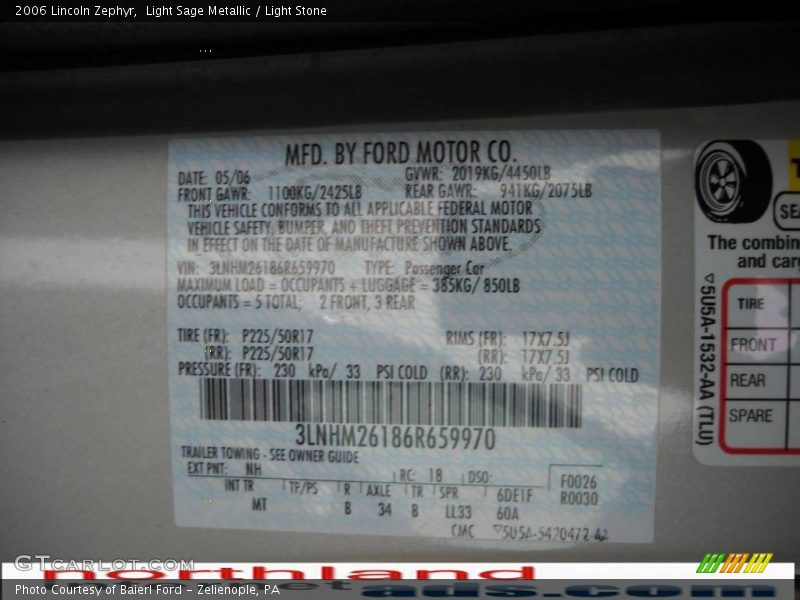 2006 Lincoln Zephyr, Light Sage Metallic / Light Stone
MFD. BY FORD MOTOR CO.
DATE: 05/06 GVWR: 2019KG/4450LB
FRONT GAWR: 1100KG/2425LB REAR GAWR: 941KG/2075LB
THIS VEHICLE CONFORMS TO ALL APPLICABLE FEDERAL MOTOR
VEHICLE SAFETY, BUMPER, AND THEFT PREVENTION STANDARDS
IN EFFECT ON THE DATE OF MANUFACTURE SHOWN ABOVE.
VIN: 3LNHM26186R659970 TYPE: Passenger Car
MAXIMUM LOAD = OCCUPANTS + LUGGAGE = 385KG/ 850LB
OCCUPANTS = 5 TOTAL; 2 FRONT, 3 REAR
TIRE (FR): P225/50R17 RIMS (FR): 17X7.5J
(RR): P225/50R17 (RR): 17X7.5J
PRESSURE (FR): 230 kPa/ 33 PSI COLD (RR): 230 kPa/ 33 PSI COLD
3LNHM26186R659970
TRAILER TOWING - SEE OWNER GUIDE
EXT PNT: NH RC: 18 DSO: F0026
INT TR TP/PS R AXLE TR SPR 6DE1F R0030
MT B 34 B LL33 60A
CMC ▽5U5A-5420472-AA
The combin
and carg
▽5U5A-1532-AA (TLU)
TIRE
FRONT
REAR
SPARE
GTCarLot.com
northland
Photo Courtesy of Baierl Ford - Zelienople, PA